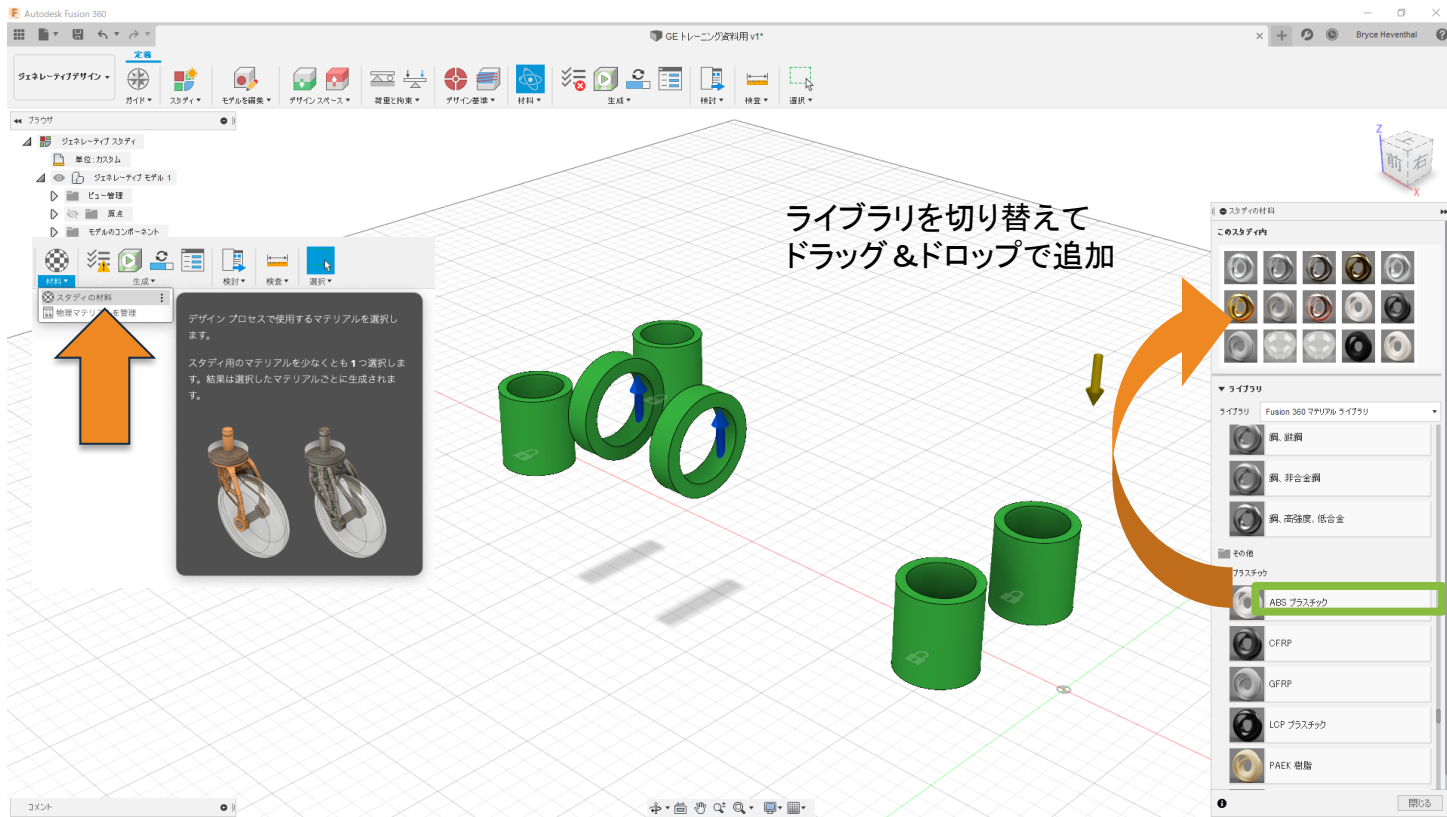 Autodesk Fusion 360
GE トレーニング資料用 v1*
Bryce Heventhal
定義
ジェネレーティブデザイン
ガイド
スタディ
モデルを編集
デザイン スペース
荷重と拘束
デザイン基準
材料
生成
検討
検査
選択
ブラウザ
ジェネレーティブ スタディ
単位: カスタム
ジェネレーティブ モデル 1
ビュー管理
原点
モデルのコンポーネント
材料
生成
検討
検査
選択
スタディの材料
物理マテリアルを管理
デザイン プロセスで使用するマテリアルを選択し
ます。
スタディ用のマテリアルを少なくとも 1 つ選択しま
す。結果は選択したマテリアルごとに生成されま
す。
ライブラリを切り替えて
ドラッグ &ドロップで追加
Z
上
前
右
X
スタディの材料
このスタディ内
ライブラリ
ライブラリ
Fusion 360 マテリアル ライブラリ
鋼、鋳鋼
鋼、非合金鋼
鋼、高強度、低合金
その他
プラスチック
ABS プラスチック
CFRP
GFRP
LCP プラスチック
PAEK 樹脂
閉じる
コメント